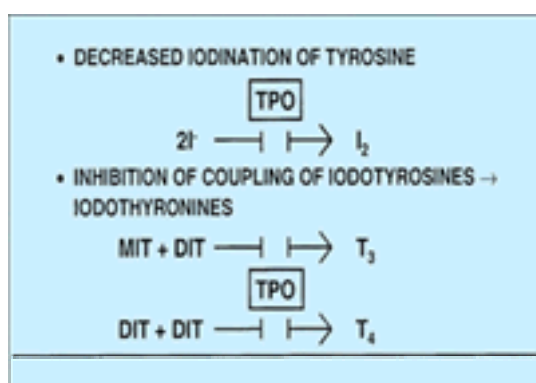 • DECREASED IODINATION OF TYROSINE
TPO
2I⁻ I₂
• INHIBITION OF COUPLING OF IODOTYROSINES →
IODOTHYRONINES
MIT + DIT T₃
TPO
DIT + DIT T₄